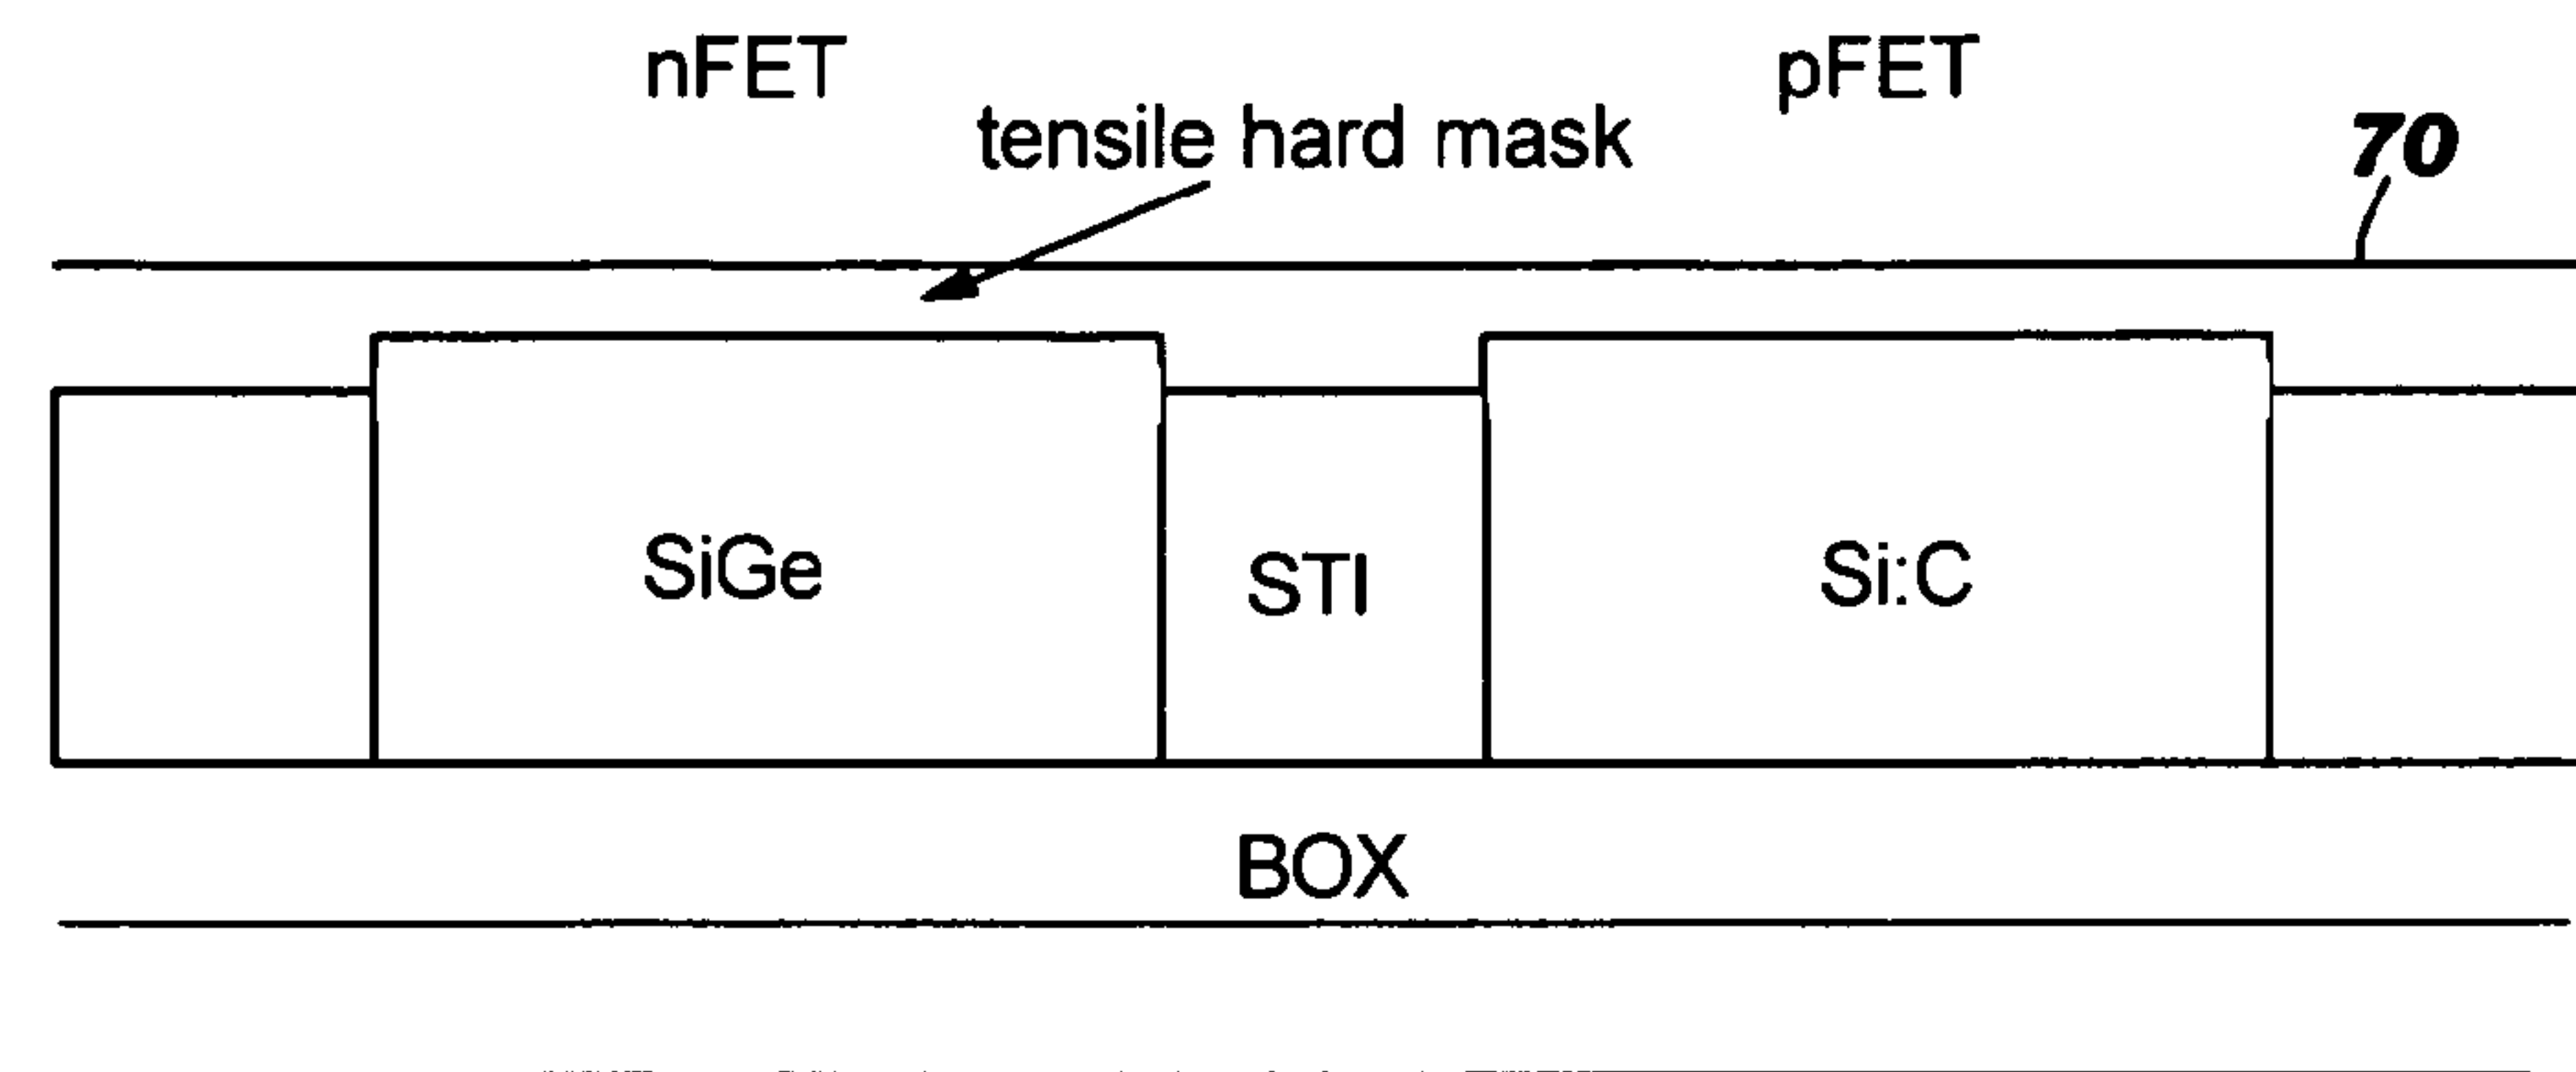 nFET
pFET
tensile hard mask
70
SiGe
STI
Si:C
BOX